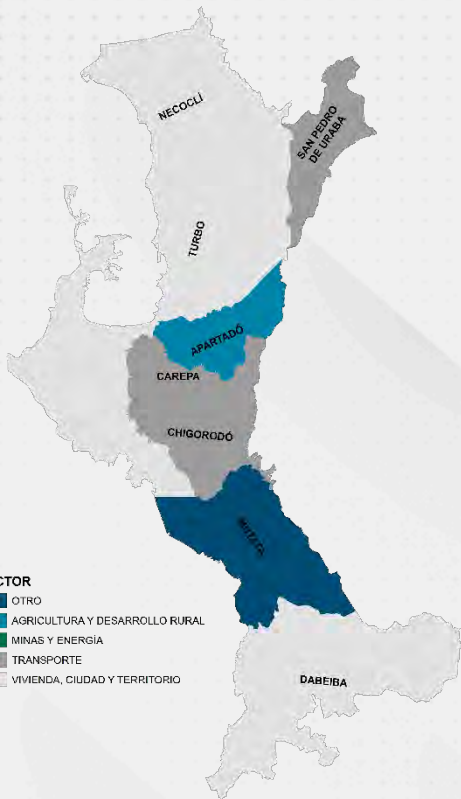 NECOCLÍ
SAN PEDRO
DE URABA
TURBO
APARTADÓ
CAREPA
CHIGORODÓ
MUTATA
CTOR
OTRO
AGRICULTURA Y DESARROLLO RURAL
MINAS Y ENERGÍA
TRANSPORTE
VIVIENDA, CIUDAD Y TERRITORIO
DABEIBA